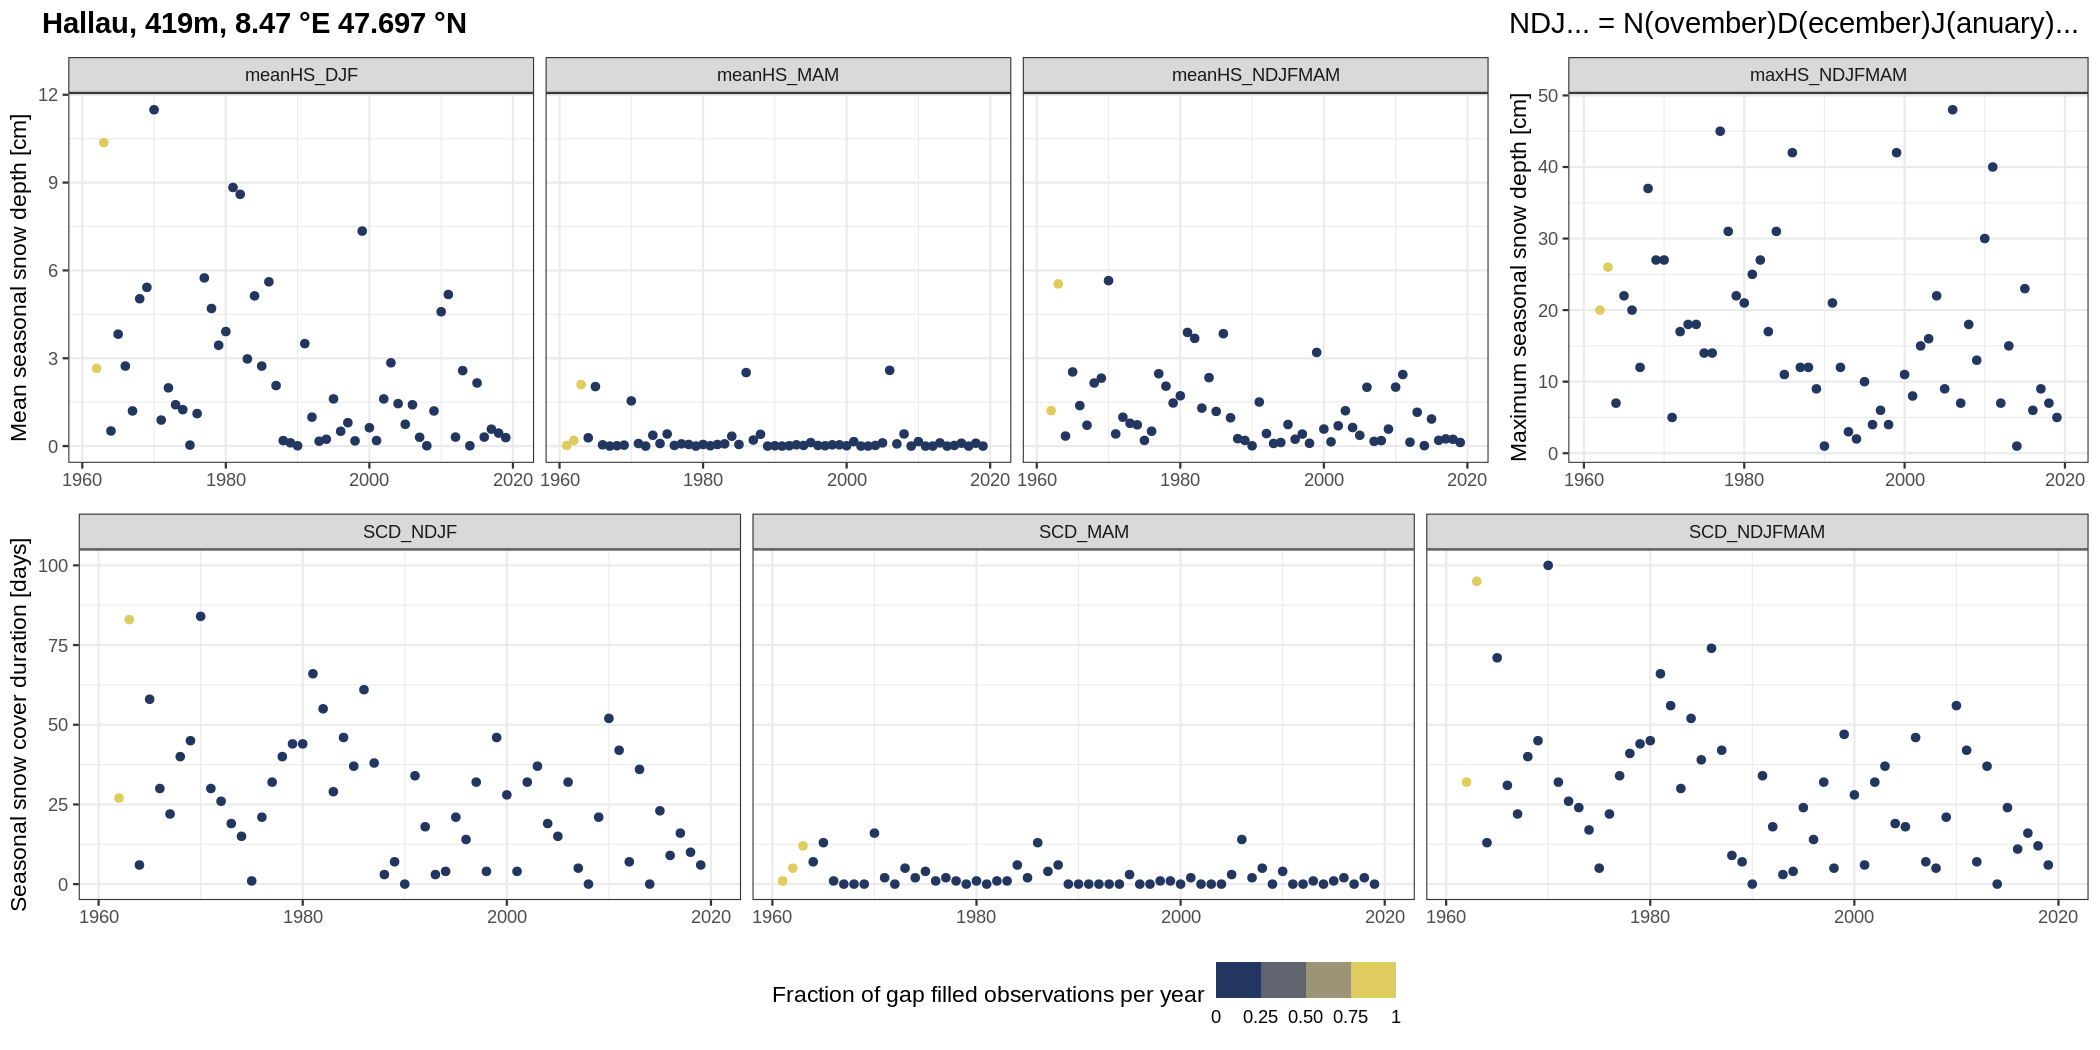 Hallau, 419m, 8.47 °E 47.697 °N
NDJ... = N(ovember)D(ecember)J(anuary)...
meanHS_DJF
meanHS_MAM
meanHS_NDJFMAM
maxHS_NDJFMAM
Mean seasonal snow depth [cm]
12
9
6
3
0
1960 1980 2000 2020
1960 1980 2000 2020
1960 1980 2000 2020
Maximum seasonal snow depth [cm]
50
40
30
20
10
0
1960 1980 2000 2020
SCD_NDJF
SCD_MAM
SCD_NDJFMAM
Seasonal snow cover duration [days]
100
75
50
25
0
1960 1980 2000 2020
1960 1980 2000 2020
1960 1980 2000 2020
Fraction of gap filled observations per year
0 0.25 0.50 0.75 1